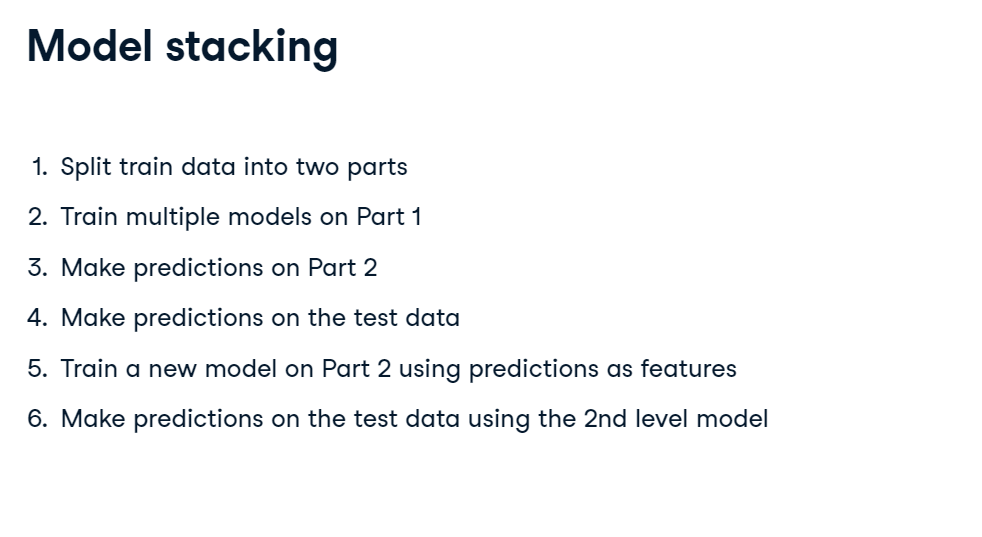 Model stacking
1. Split train data into two parts
2. Train multiple models on Part 1
3. Make predictions on Part 2
4. Make predictions on the test data
5. Train a new model on Part 2 using predictions as features
6. Make predictions on the test data using the 2nd level model